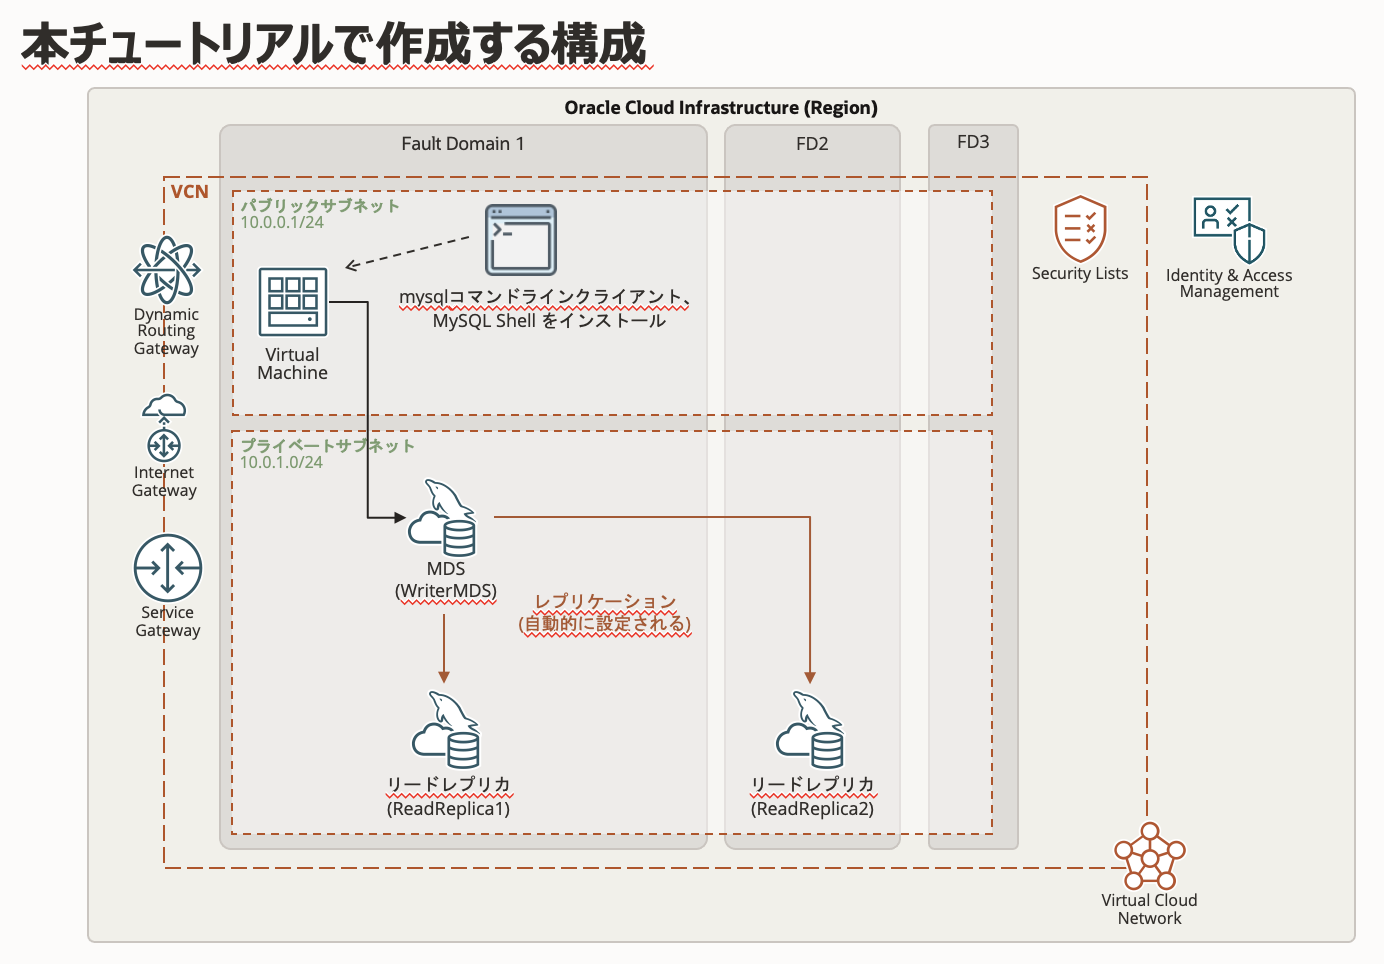 本チュートリアルで作成する構成
Oracle Cloud Infrastructure (Region)
Fault Domain 1
FD2
FD3
VCN
パブリックサブネット
10.0.0.1/24
mysqlコマンドラインクライアント、
MySQL Shell をインストール
Virtual
Machine
Dynamic
Routing
Gateway
Internet
Gateway
Service
Gateway
Security Lists
Identity & Access
Management
プライベートサブネット
10.0.1.0/24
MDS
(WriterMDS)
レプリケーション
(自動的に設定される)
リードレプリカ
(ReadReplica1)
リードレプリカ
(ReadReplica2)
Virtual Cloud
Network